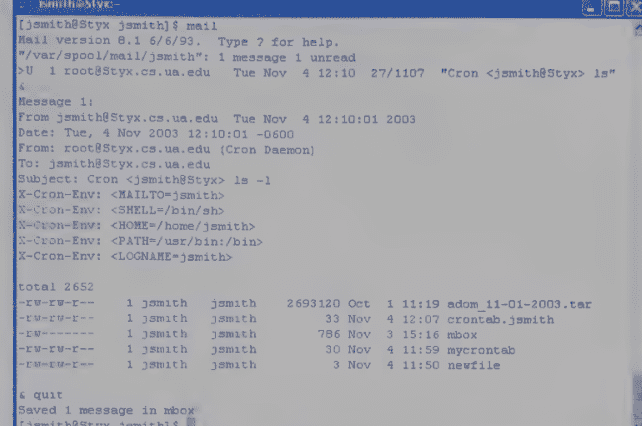 jsmith@Styx:~
[jsmith@Styx jsmith]$ mail
Mail version 8.1 6/6/93.  Type ? for help.
"/var/spool/mail/jsmith": 1 message 1 unread
>U  1 root@Styx.cs.ua.edu   Tue Nov  4 12:10  27/1107  "Cron <jsmith@Styx> ls"
&
Message 1:
From jsmith@Styx.cs.ua.edu  Tue Nov  4 12:10:01 2003
Date: Tue, 4 Nov 2003 12:10:01 -0600
From: root@Styx.cs.ua.edu (Cron Daemon)
To: jsmith@Styx.cs.ua.edu
Subject: Cron <jsmith@Styx> ls -l
X-Cron-Env: <MAILTO=jsmith>
X-Cron-Env: <SHELL=/bin/sh>
X-Cron-Env: <HOME=/home/jsmith>
X-Cron-Env: <PATH=/usr/bin:/bin>
X-Cron-Env: <LOGNAME=jsmith>
total 2652
-rw-rw-r--    1 jsmith   jsmith    2693120 Oct  1 11:19 adom_11-01-2003.tar
-rw-rw-r--    1 jsmith   jsmith         33 Nov  4 12:07 crontab.jsmith
-rw-------    1 jsmith   jsmith        786 Nov  3 15:16 mbox
-rw-rw-r--    1 jsmith   jsmith         30 Nov  4 11:59 mycrontab
-rw-rw-r--    1 jsmith   jsmith          3 Nov  4 11:50 newfile
& quit
Saved 1 message in mbox
[jsmith@Styx jsmith]$